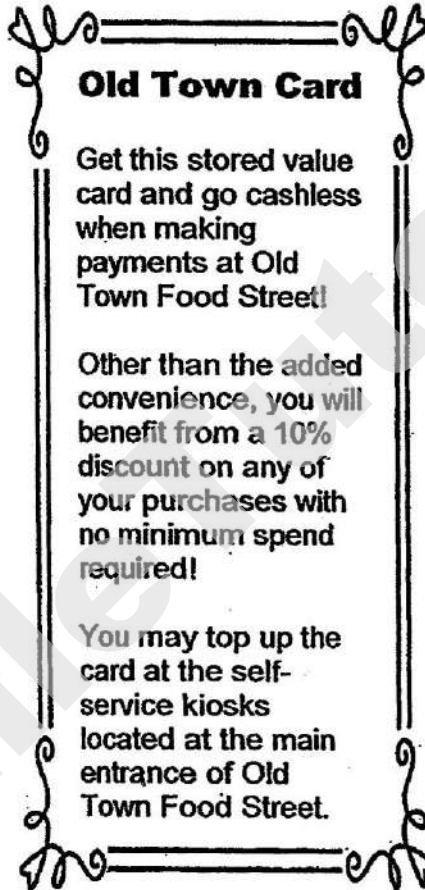 Old Town Card
Get this stored value
card and go cashless
when making
payments at Old
Town Food Street!
Other than the added
convenience, you will
benefit from a 10%
discount on any of
your purchases with
no minimum spend
required!
You may top up the
card at the self-
service kiosks
located at the main
entrance of Old
Town Food Street.